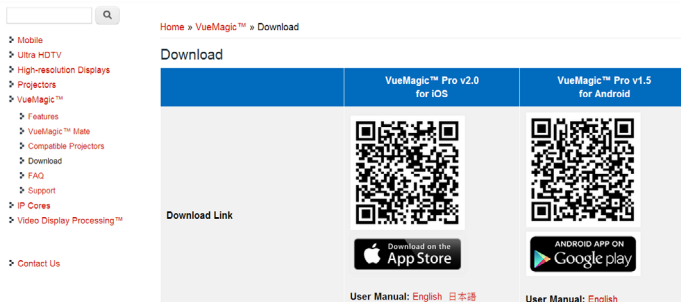 Home » VueMagic™ » Download
Mobile
Ultra HDTV
High-resolution Displays
Projectors
VueMagic™
Features
VueMagic™ Mate
Compatible Projectors
Download
FAQ
Support
IP Cores
Video Display Processing™
Contact Us
Download
VueMagic™ Pro v2.0
for iOS
VueMagic™ Pro v1.5
for Android
Download Link
Download on the
App Store
ANDROID APP ON
Google play
User Manual: English 日本語
User Manual: English